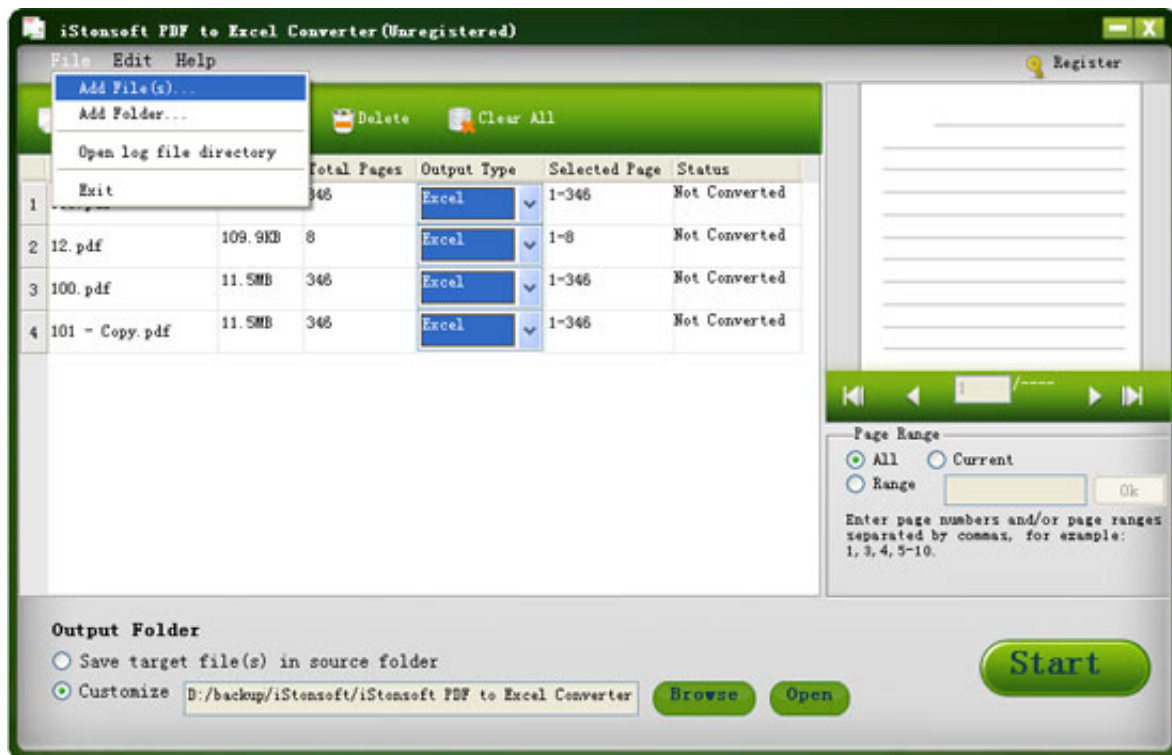 iStonsoft PDF to Excel Converter(Unregistered)
File Edit Help
Register
Add File(s)...
Add Folder...
Open log file directory
Exit
Delete
Clear All
Total Pages Output Type Selected Page Status
1 346 Excel 1-346 Not Converted
2 12.pdf 109.9KB 8 Excel 1-8 Not Converted
3 100.pdf 11.5MB 346 Excel 1-346 Not Converted
4 101 - Copy.pdf 11.5MB 346 Excel 1-346 Not Converted
1 /----
Page Range
All Current
Range Ok
Enter page numbers and/or page ranges
separated by commas, for example:
1,3,4,5-10.
Output Folder
Save target file(s) in source folder
Customize D:/backup/iStonsoft/iStonsoft PDF to Excel Converter Browse Open
Start